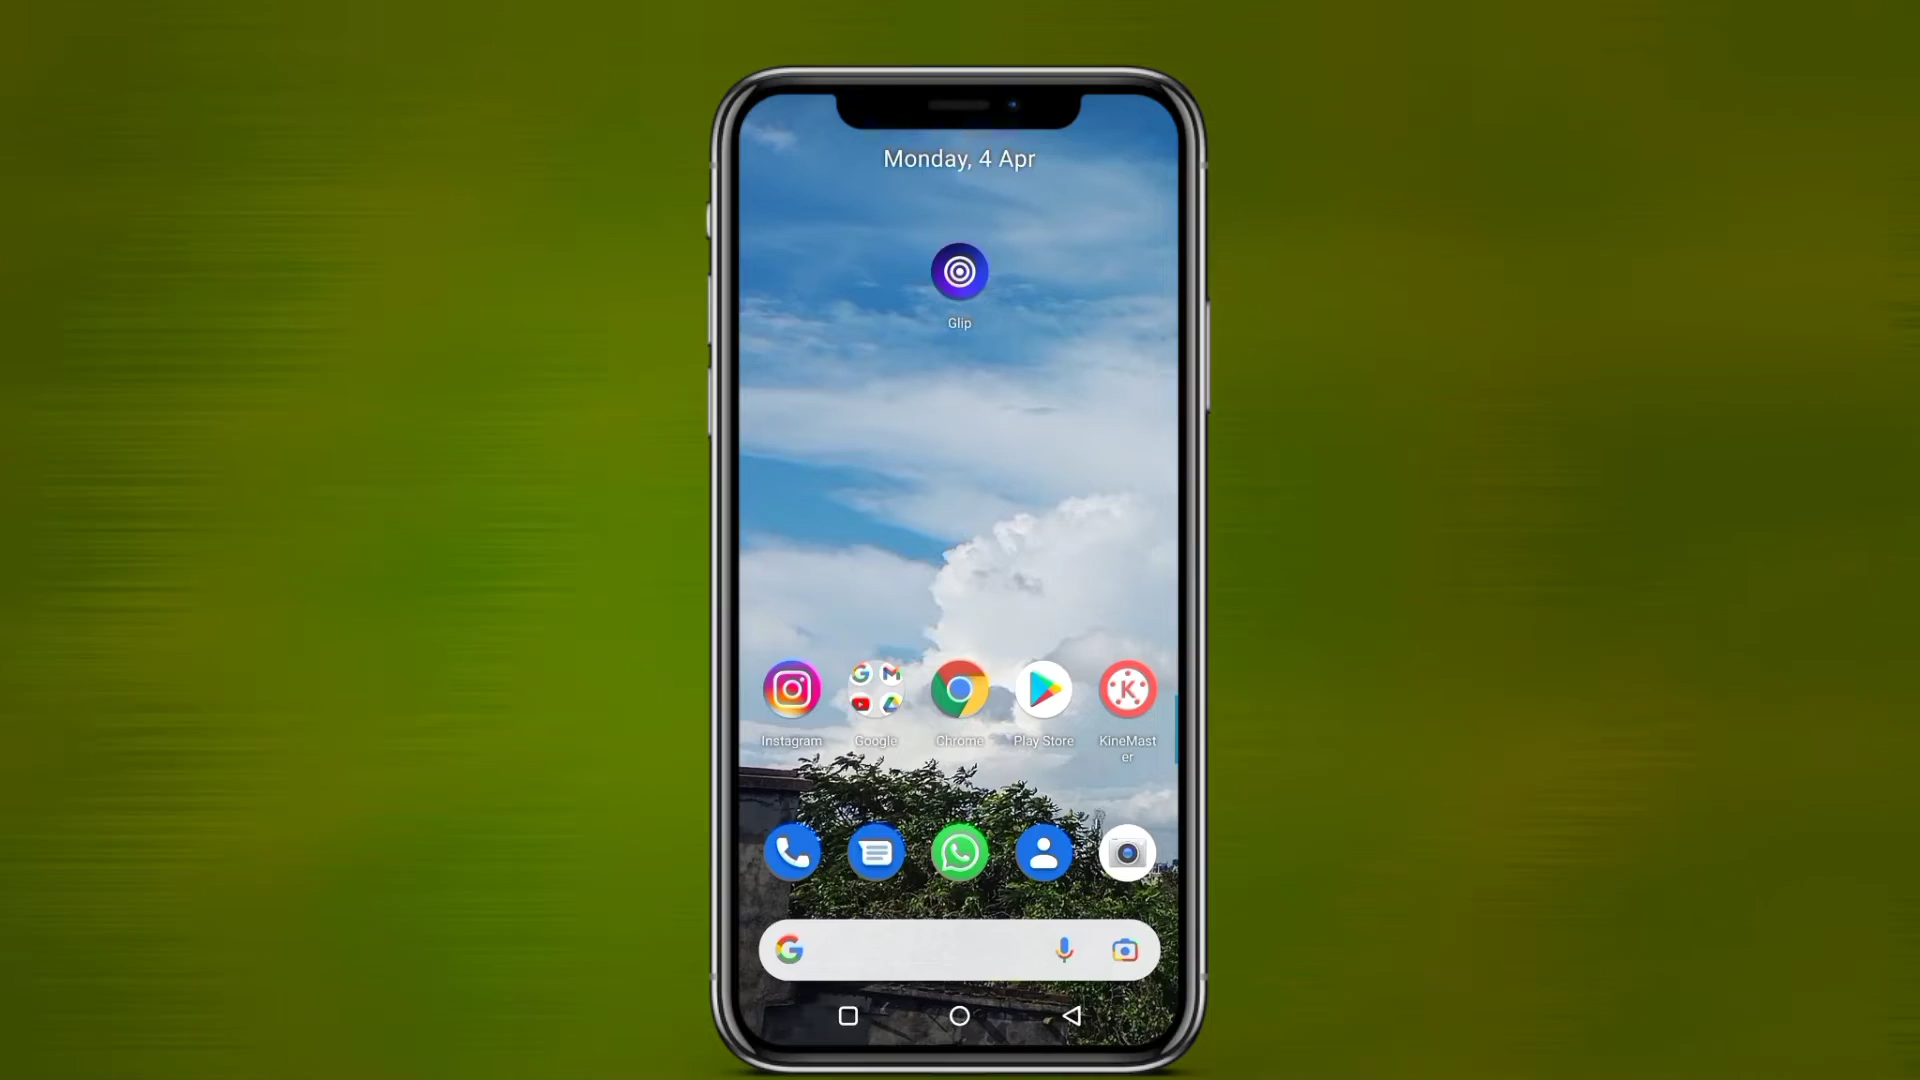 Monday, 4 Apr
Glip
Instagram
Google
Chrome
Play Store
KineMast
er